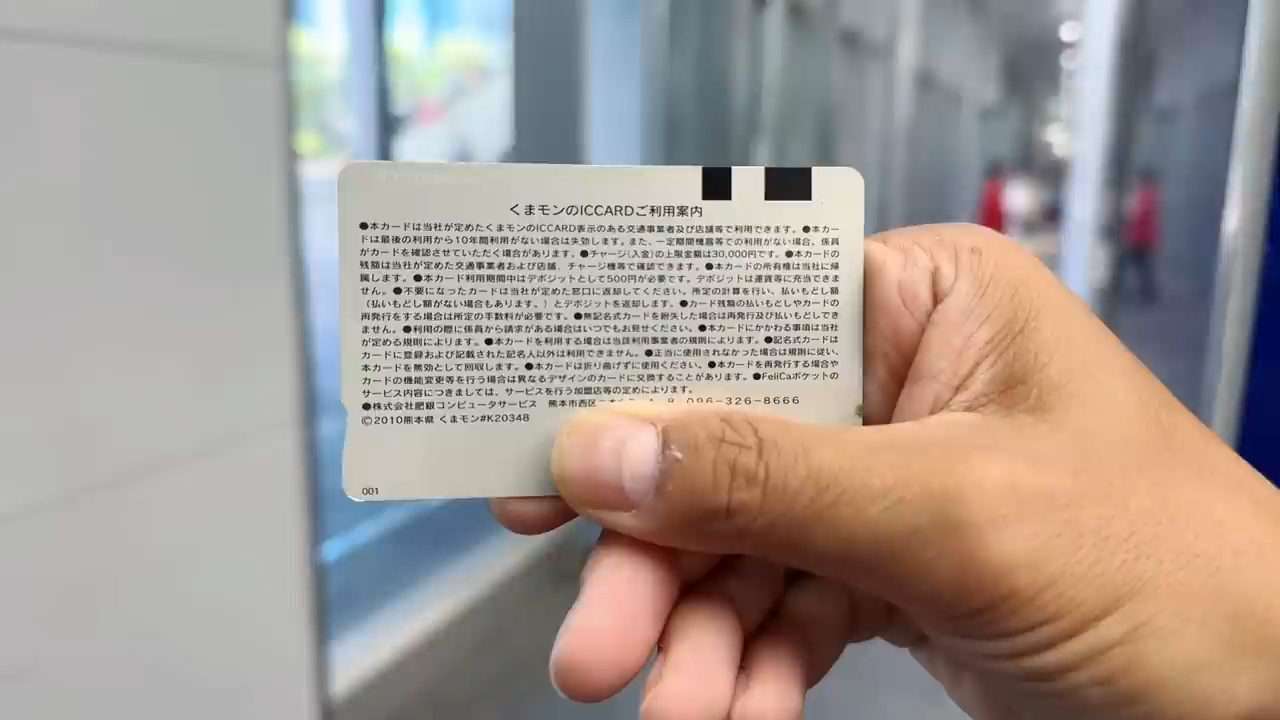 くまモンのICCARDご利用案内
●本カードは当社が定めたくまモンのICCARD表示のある交通事業者及び店舗等で利用できます。●本カー
ドは最後の利用から10年間利用がない場合は失効します。また、一定期間機器等での利用がない場合、係員
がカードを確認させていただく場合があります。●チャージ(入金)の上限金額は30,000円です。●本カードの
残額は当社が定めた交通事業者および店舗、チャージ機等で確認できます。●本カードの所有権は当社に帰
属します。●本カード利用期間中はデポジットとして500円が必要です。デポジットは運賃等に充当できま
せん。●不要になったカードは当社が定めた窓口に返却してください。所定の計算を行い、払いもどし額
(払いもどし額がない場合もあります。)とデポジットを返却します。●カード残額の払いもどしやカードの
再発行をする場合は所定の手数料が必要です。●無記名式カードを紛失した場合は再発行及び払いもどしでき
ません。●利用の際に係員から請求がある場合はいつでもお見せください。●本カードにかかわる事項は当社
が定める規則によります。●本カードを利用する場合は当該利用事業者の規則によります。●記名式カードは
カードに登録および記載された記名人以外は利用できません。●正当に使用されなかった場合は規則に従い、
本カードを無効として回収します。●本カードは折り曲げずに使用ください。●本カードを再発行する場合や
カードの機能変更等を行う場合は異なるデザインのカードに交換することがあります。●FeliCaポケットの
サービス内容につきましては、サービスを行う加盟店等の定めによります。
●株式会社肥銀コンピュータサービス 熊本市西区 096-326-8666
©2010熊本県 くまモン#K20348
001